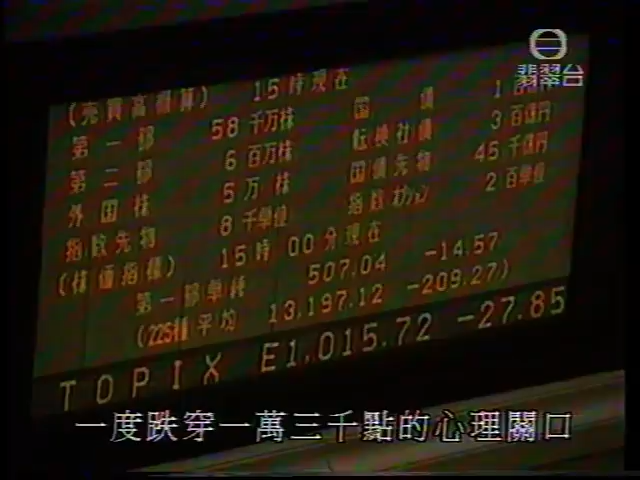 翡翠台
(売買高概算) 15時現在
第一部 58千万株 国債 1
第二部 6百万株 転換社債 3百億円
外国株 5万株 国債先物 45千億円
指数先物 8千単位 指数オプション 2百単位
(株価指標) 15時00分現在
第一部単純 507.04 -14.57
(225種平均 13,197.12 -209.27)
TOPIX E1,015.72 -27.85
一度跌穿一萬三千點的心理關口